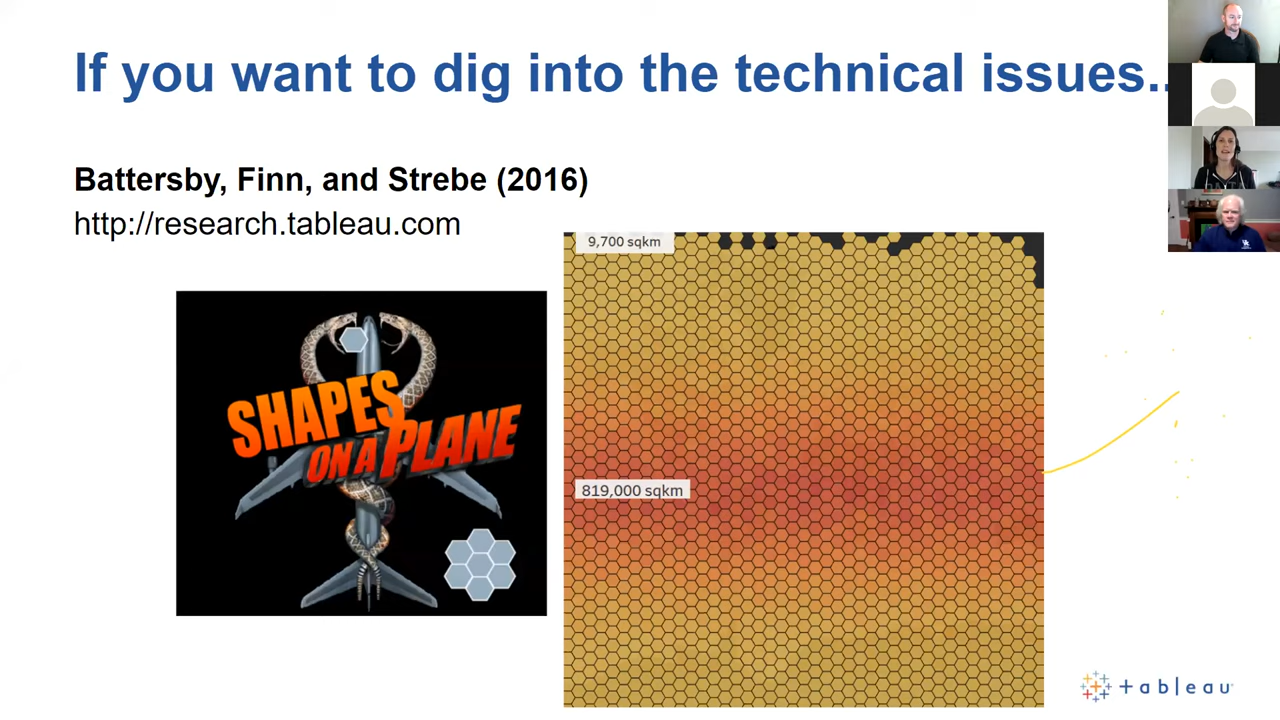 If you want to dig into the technical issues..
Battersby, Finn, and Strebe (2016)
http://research.tableau.com
9,700 sqkm
SHAPES
ON A PLANE
819,000 sqkm
tableau